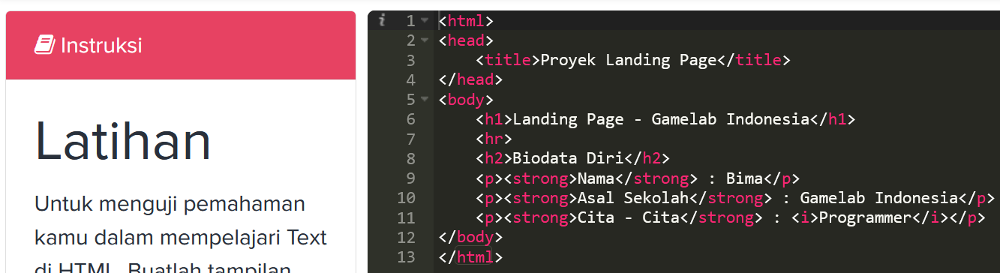 Instruksi
Latihan
Untuk menguji pemahaman
kamu dalam mempelajari Text
di HTML. Buatlah tampilan
i 1 <html>
2 <head>
3     <title>Proyek Landing Page</title>
4 </head>
5 <body>
6     <h1>Landing Page - Gamelab Indonesia</h1>
7     <hr>
8     <h2>Biodata Diri</h2>
9     <p><strong>Nama</strong> : Bima</p>
10     <p><strong>Asal Sekolah</strong> : Gamelab Indonesia</p>
11     <p><strong>Cita - Cita</strong> : <i>Programmer</i></p>
12 </body>
13 </html>